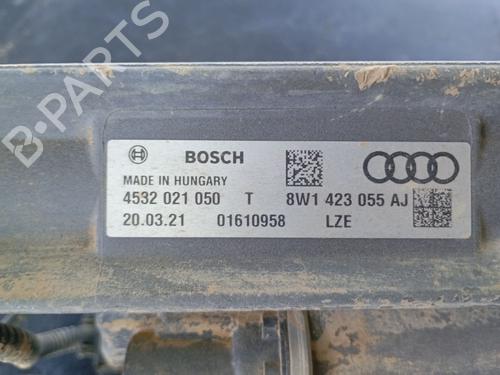 B-PARTS
BOSCH
MADE IN HUNGARY
4532 021 050 T 8W1 423 055 AJ
20.03.21 01610958 LZE